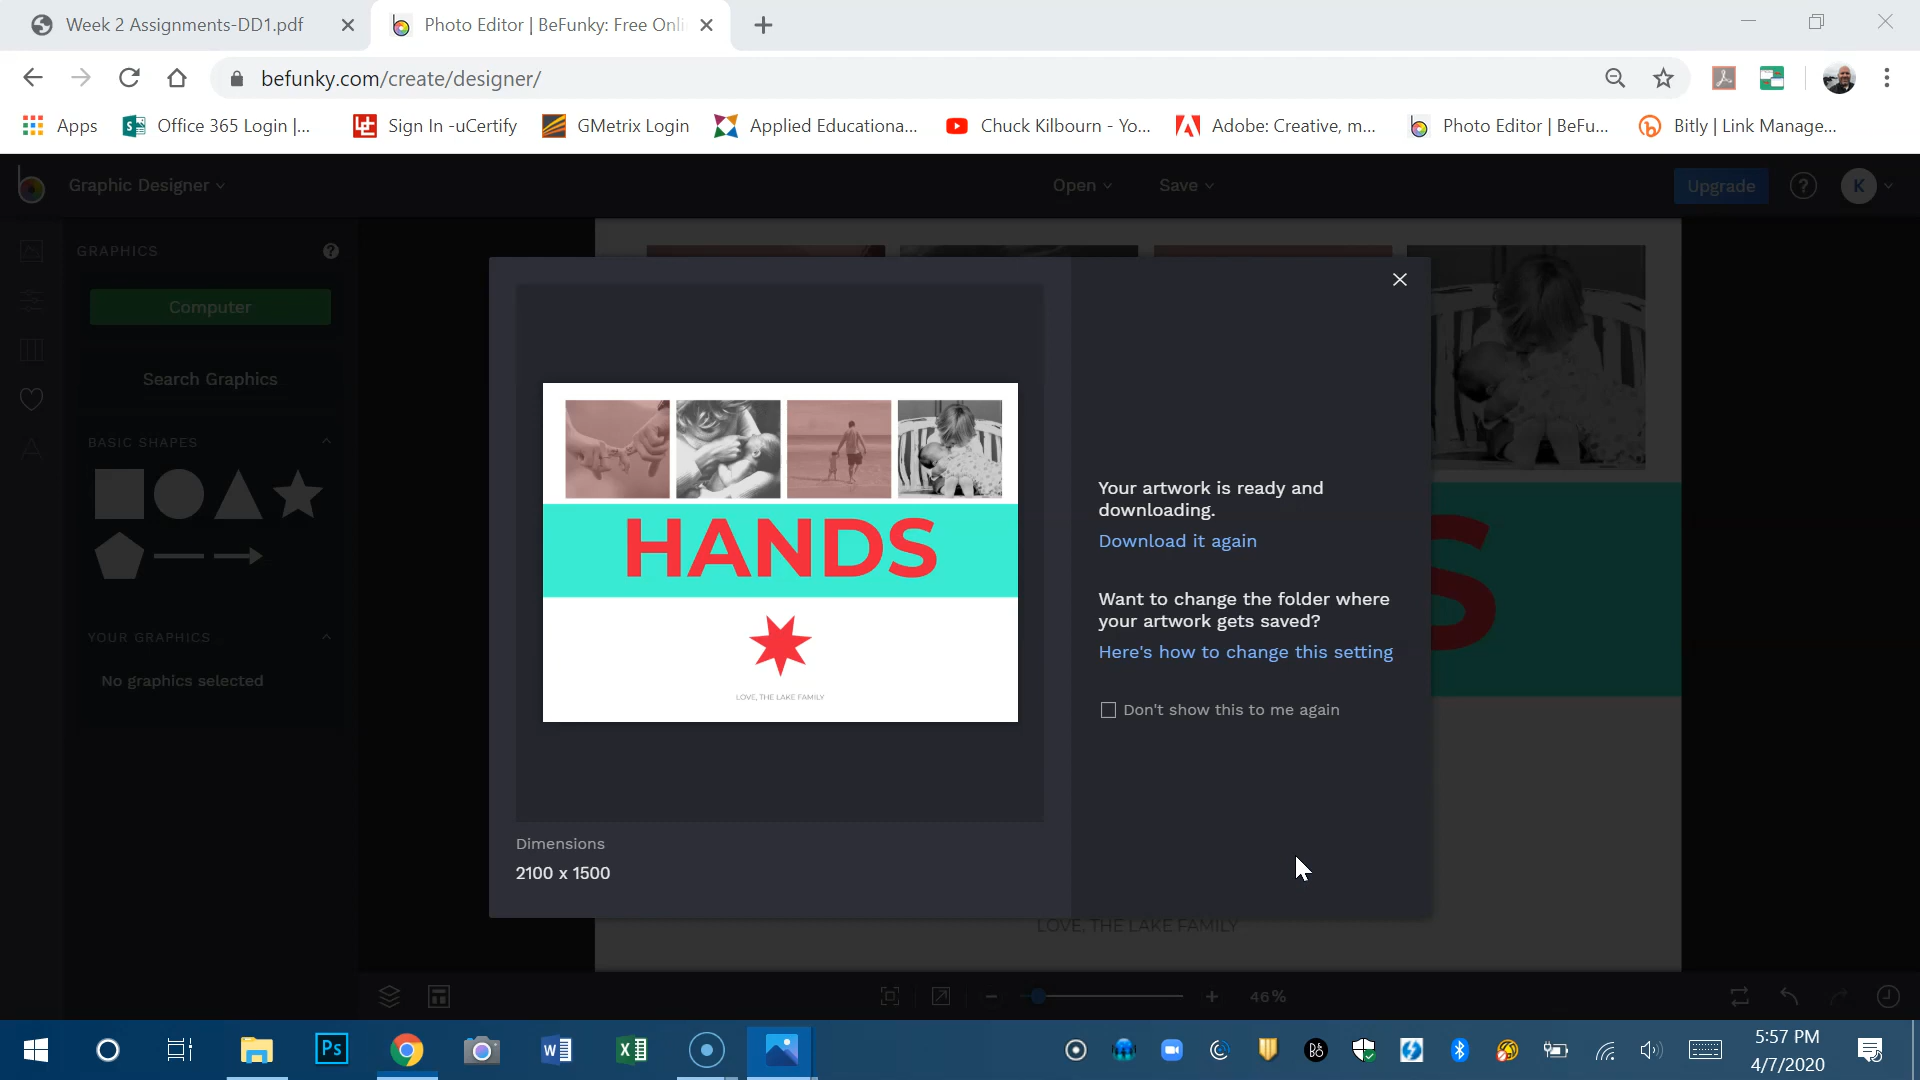 Week 2 Assignments-DD1.pdf
Photo Editor | BeFunky: Free Onli
befunky.com/create/designer/
Apps
Office 365 Login |...
Sign In -uCertify
GMetrix Login
Applied Educationa...
Chuck Kilbourn - Yo...
Adobe: Creative, m...
Photo Editor | BeFu...
Bitly | Link Manage...
Graphic Designer
Open
Save
Upgrade
?
K
GRAPHICS
?
Computer
Search Graphics
BASIC SHAPES
YOUR GRAPHICS
No graphics selected
HANDS
LOVE, THE LAKE FAMILY
Your artwork is ready and
downloading.
Download it again
Want to change the folder where
your artwork gets saved?
Here's how to change this setting
Don't show this to me again
Dimensions
2100 x 1500
S
LOVE, THE LAKE FAMILY
46%
Ps
5:57 PM
4/7/2020